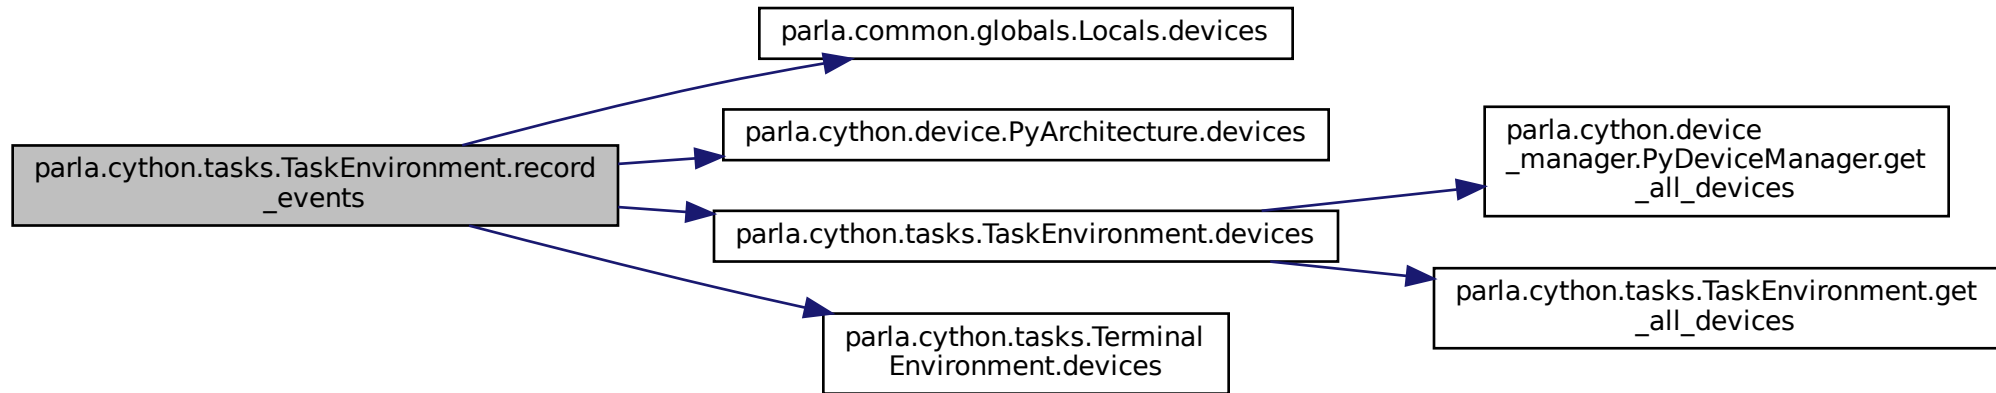 parla.common.globals.Locals.devices
parla.cython.device.PyArchitecture.devices
parla.cython.device
_manager.PyDeviceManager.get
_all_devices
parla.cython.tasks.TaskEnvironment.record
_events
parla.cython.tasks.TaskEnvironment.devices
parla.cython.tasks.TaskEnvironment.get
_all_devices
parla.cython.tasks.Terminal
Environment.devices